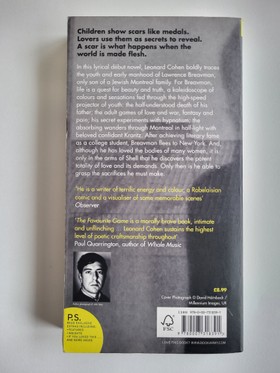 Children show scars like medals.
Lovers use them as secrets to reveal.
A scar is what happens when the
world is made flesh.
In this lyrical debut novel, Leonard Cohen boldly traces
the youth and early manhood of Lawrence Breavman, only
son of a Jewish Montreal family. For Breavman,
life is a quest for beauty and truth, a kaleidoscope of
colours and sensations led through the high-speed
projector of youth: the half-understood death of his
father; the adult games of love and war, fantasy and
pain; his secret experiments with hypnotism; the
absorbing wanders through Montreal in half-light with
beloved confidant Krantz. After achieving literary fame
as a college student, Breavman flees to New York. And,
although he has loved the bodies of many women, it is
only in the arms of Shell that he discovers the potent
totality of love and its demands. Only then is he able to
grasp the sacrifices he must make.
'He is a writer of terrific energy and colour, a Rabelaisian
comic and a visualiser of some memorable scenes'
Observer
'The Favourite Game is a morally brave book, intimate
and unflinching ... Leonard Cohen sustains the highest
level of poetic craftsmanship throughout'
Paul Quarrington, author of Whale Music
P.S.
£8.99
Cover Photograph ©
Millennium Images, UK
FSC